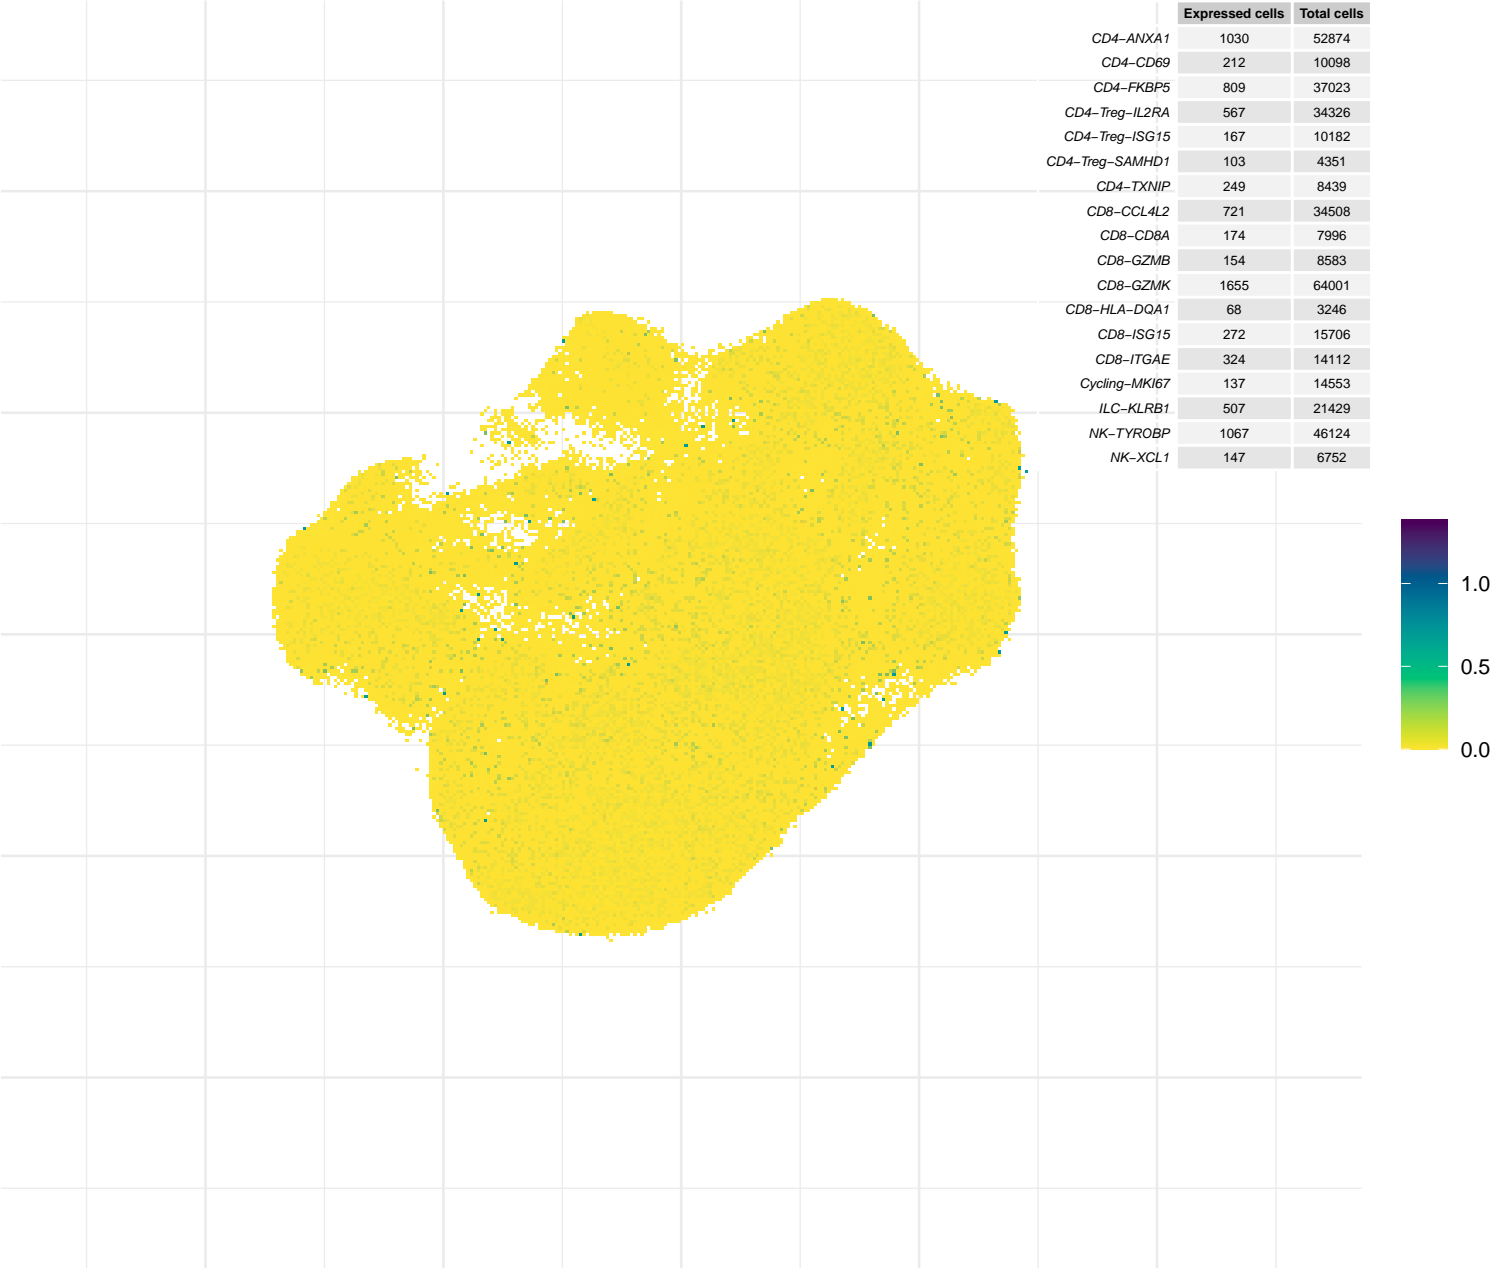 Expressed cells Total cells
CD4−ANXA1 1030 52874
CD4−CD69 212 10098
CD4−FKBP5 809 37023
CD4−Treg−IL2RA 567 34326
CD4−Treg−ISG15 167 10182
CD4−Treg−SAMHD1 103 4351
CD4−TXNIP 249 8439
CD8−CCL4L2 721 34508
CD8−CD8A 174 7996
CD8−GZMB 154 8583
CD8−GZMK 1655 64001
CD8−HLA−DQA1 68 3246
CD8−ISG15 272 15706
CD8−ITGAE 324 14112
Cycling−MKI67 137 14553
ILC−KLRB1 507 21429
NK−TYROBP 1067 46124
NK−XCL1 147 6752
1.0
0.5
0.0